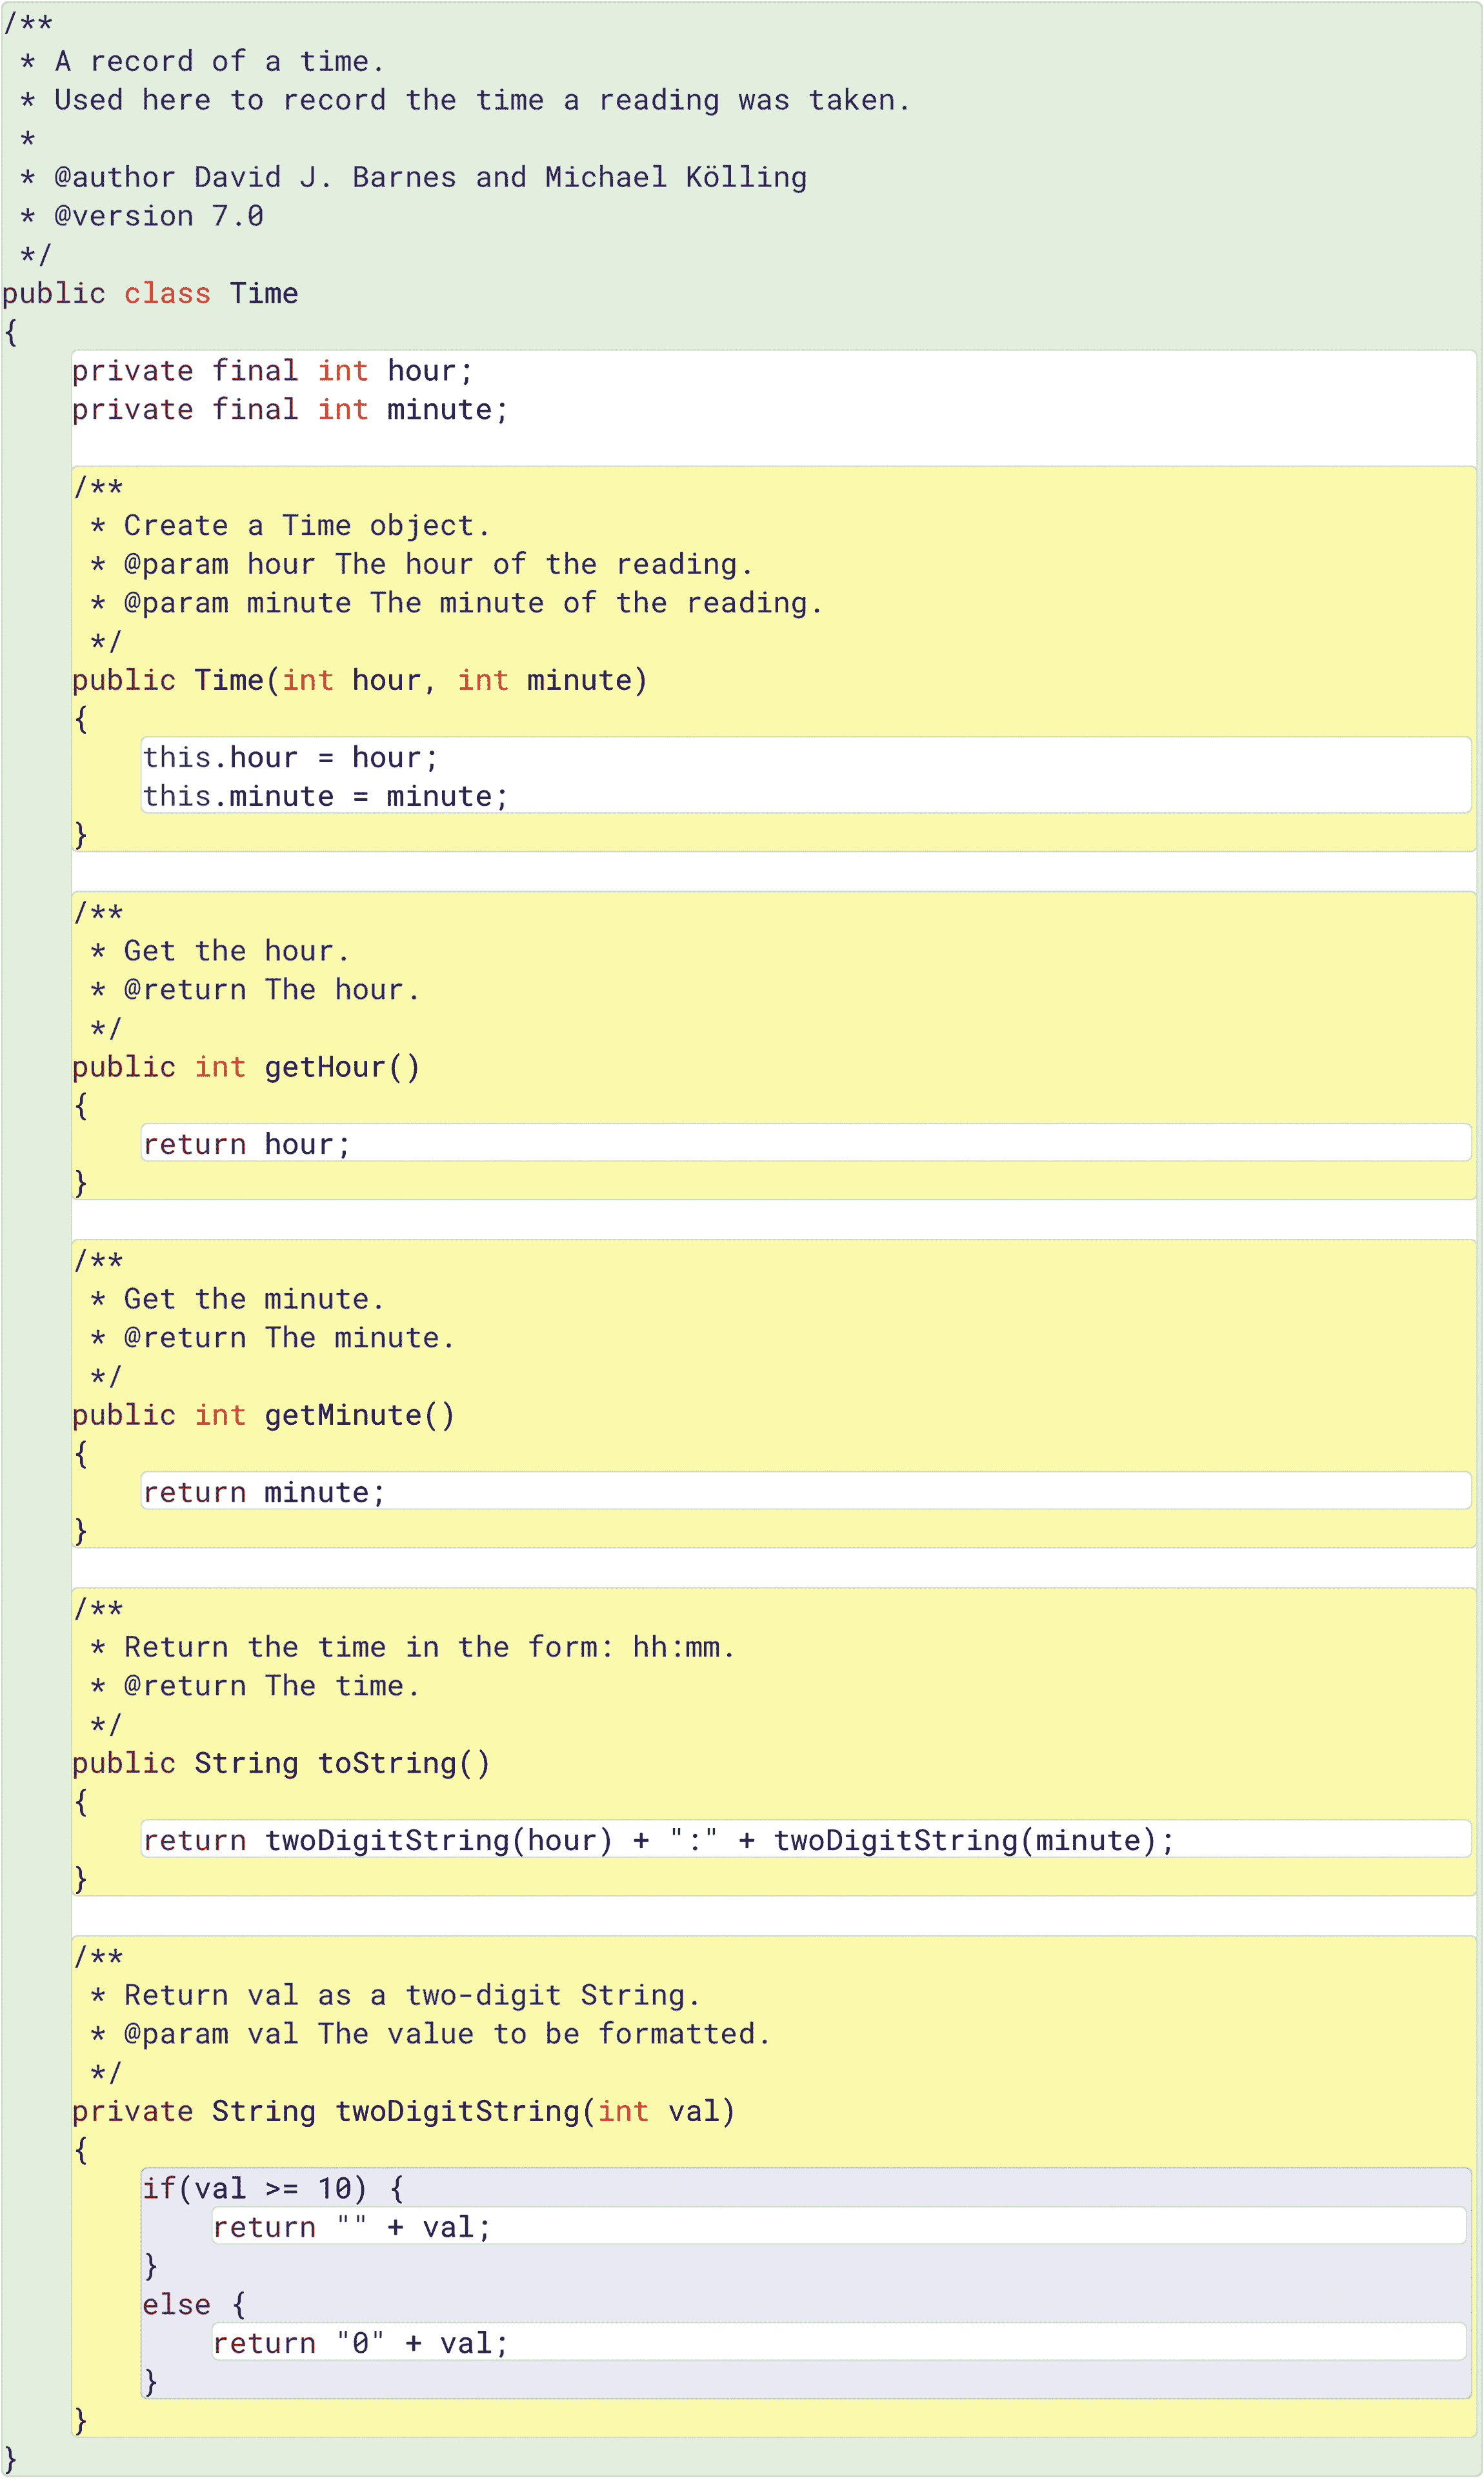 /**
 * A record of a time.
 * Used here to record the time a reading was taken.
 *
 * @author David J. Barnes and Michael Kölling
 * @version 7.0
 */
public class Time
{
    private final int hour;
    private final int minute;

    /**
     * Create a Time object.
     * @param hour The hour of the reading.
     * @param minute The minute of the reading.
     */
    public Time(int hour, int minute)
    {
        this.hour = hour;
        this.minute = minute;
    }

    /**
     * Get the hour.
     * @return The hour.
     */
    public int getHour()
    {
        return hour;
    }

    /**
     * Get the minute.
     * @return The minute.
     */
    public int getMinute()
    {
        return minute;
    }

    /**
     * Return the time in the form: hh:mm.
     * @return The time.
     */
    public String toString()
    {
        return twoDigitString(hour) + ":" + twoDigitString(minute);
    }

    /**
     * Return val as a two-digit String.
     * @param val The value to be formatted.
     */
    private String twoDigitString(int val)
    {
        if(val >= 10) {
            return "" + val;
        }
        else {
            return "0" + val;
        }
    }
}